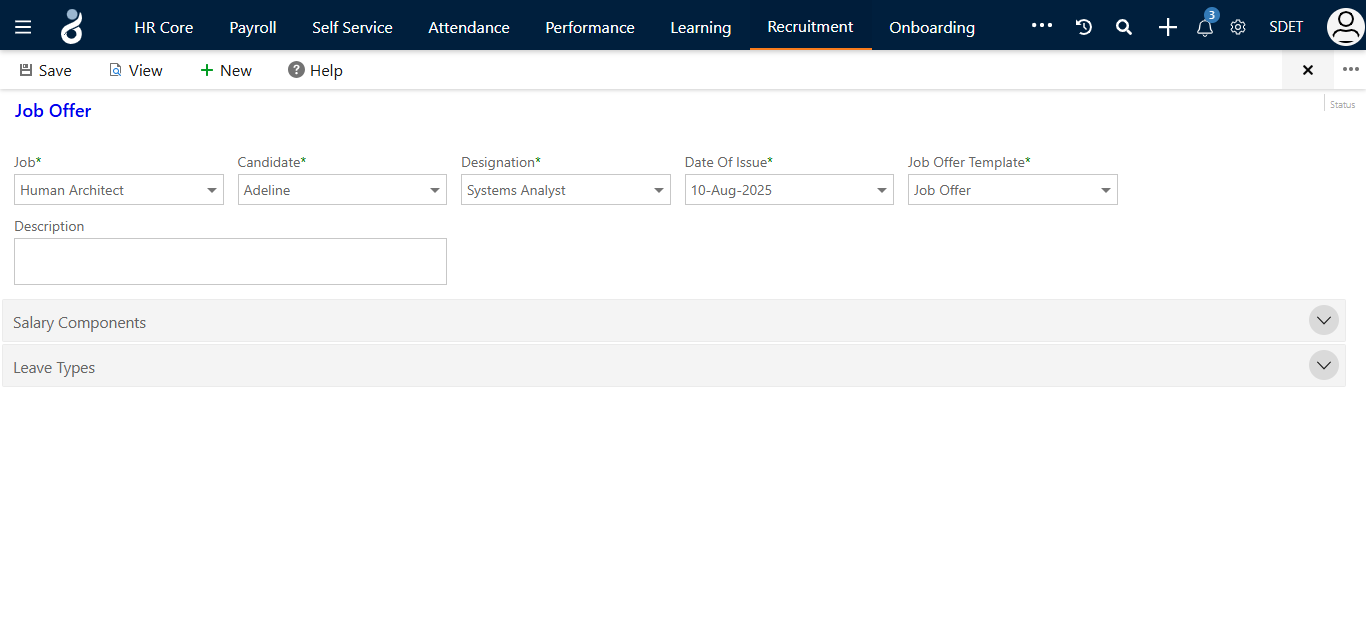 HR Core Payroll Self Service Attendance Performance Learning Recruitment Onboarding ••• 3 SDET
Save View + New ? Help × •••
Job Offer
Status
Job* Candidate* Designation* Date Of Issue* Job Offer Template*
Human Architect Adeline Systems Analyst 10-Aug-2025 Job Offer
Description
Salary Components
Leave Types